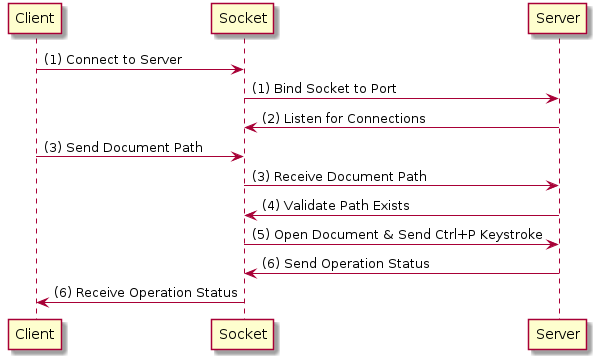 Client Socket Server
(1) Connect to Server
(1) Bind Socket to Port
(2) Listen for Connections
(3) Send Document Path
(3) Receive Document Path
(4) Validate Path Exists
(5) Open Document & Send Ctrl+P Keystroke
(6) Send Operation Status
(6) Receive Operation Status
Client Socket Server